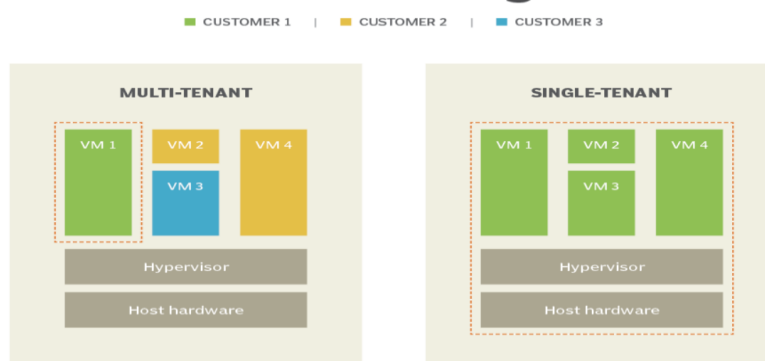 CUSTOMER 1 | CUSTOMER 2 | CUSTOMER 3
MULTI-TENANT
VM 1
VM 2
VM 4
VM 3
Hypervisor
Host hardware
SINGLE-TENANT
VM 1
VM 2
VM 4
VM 3
Hypervisor
Host hardware